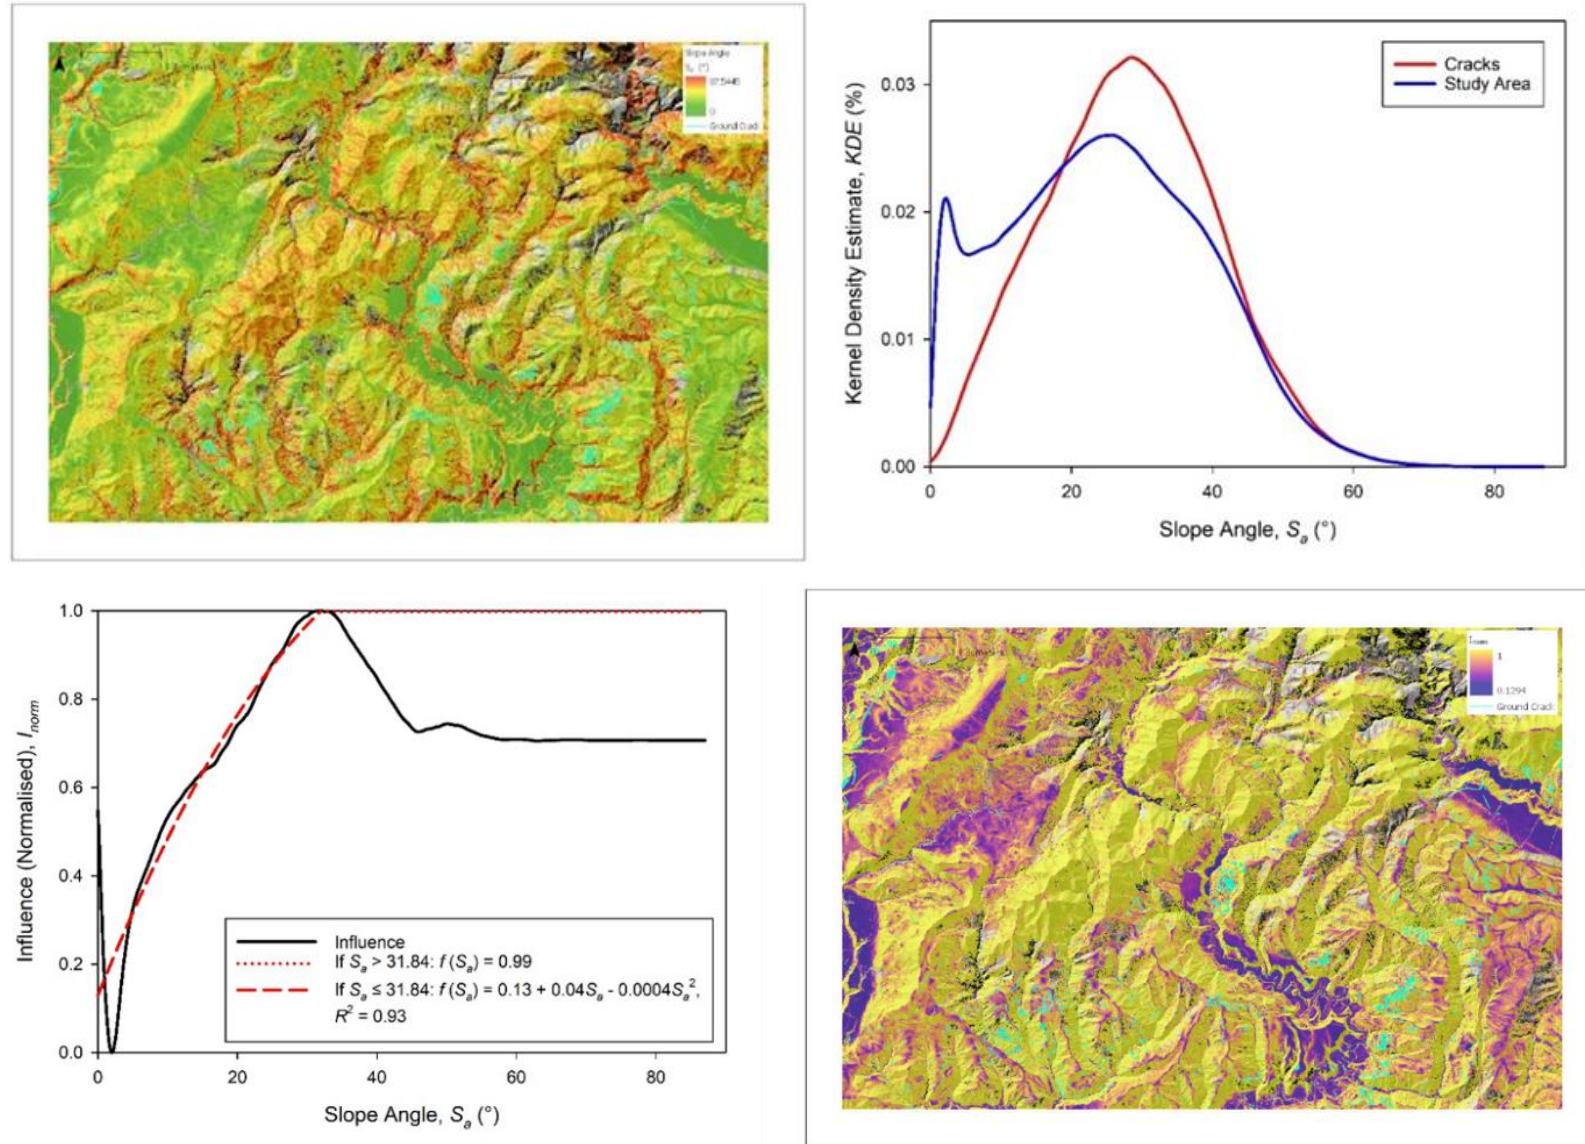 Slope Angle
Sₐ (°)
0
Ground Crack
Cracks
Study Area
Kernel Density Estimate, KDE (%)
0.03
0.02
0.01
0.00
0 20 40 60 80
Slope Angle, Sₐ (°)
Influence (Normalised), Iₙₒᵣₘ
1.0
0.8
0.6
0.4
0.2
0.0
Influence
If Sₐ > 31.84: f (Sₐ) = 0.99
If Sₐ ≤ 31.84: f (Sₐ) = 0.13 + 0.04Sₐ - 0.0004Sₐ²,
R² = 0.93
0 20 40 60 80
Slope Angle, Sₐ (°)
Iₙₒᵣₘ
1
0.1294
Ground Crack